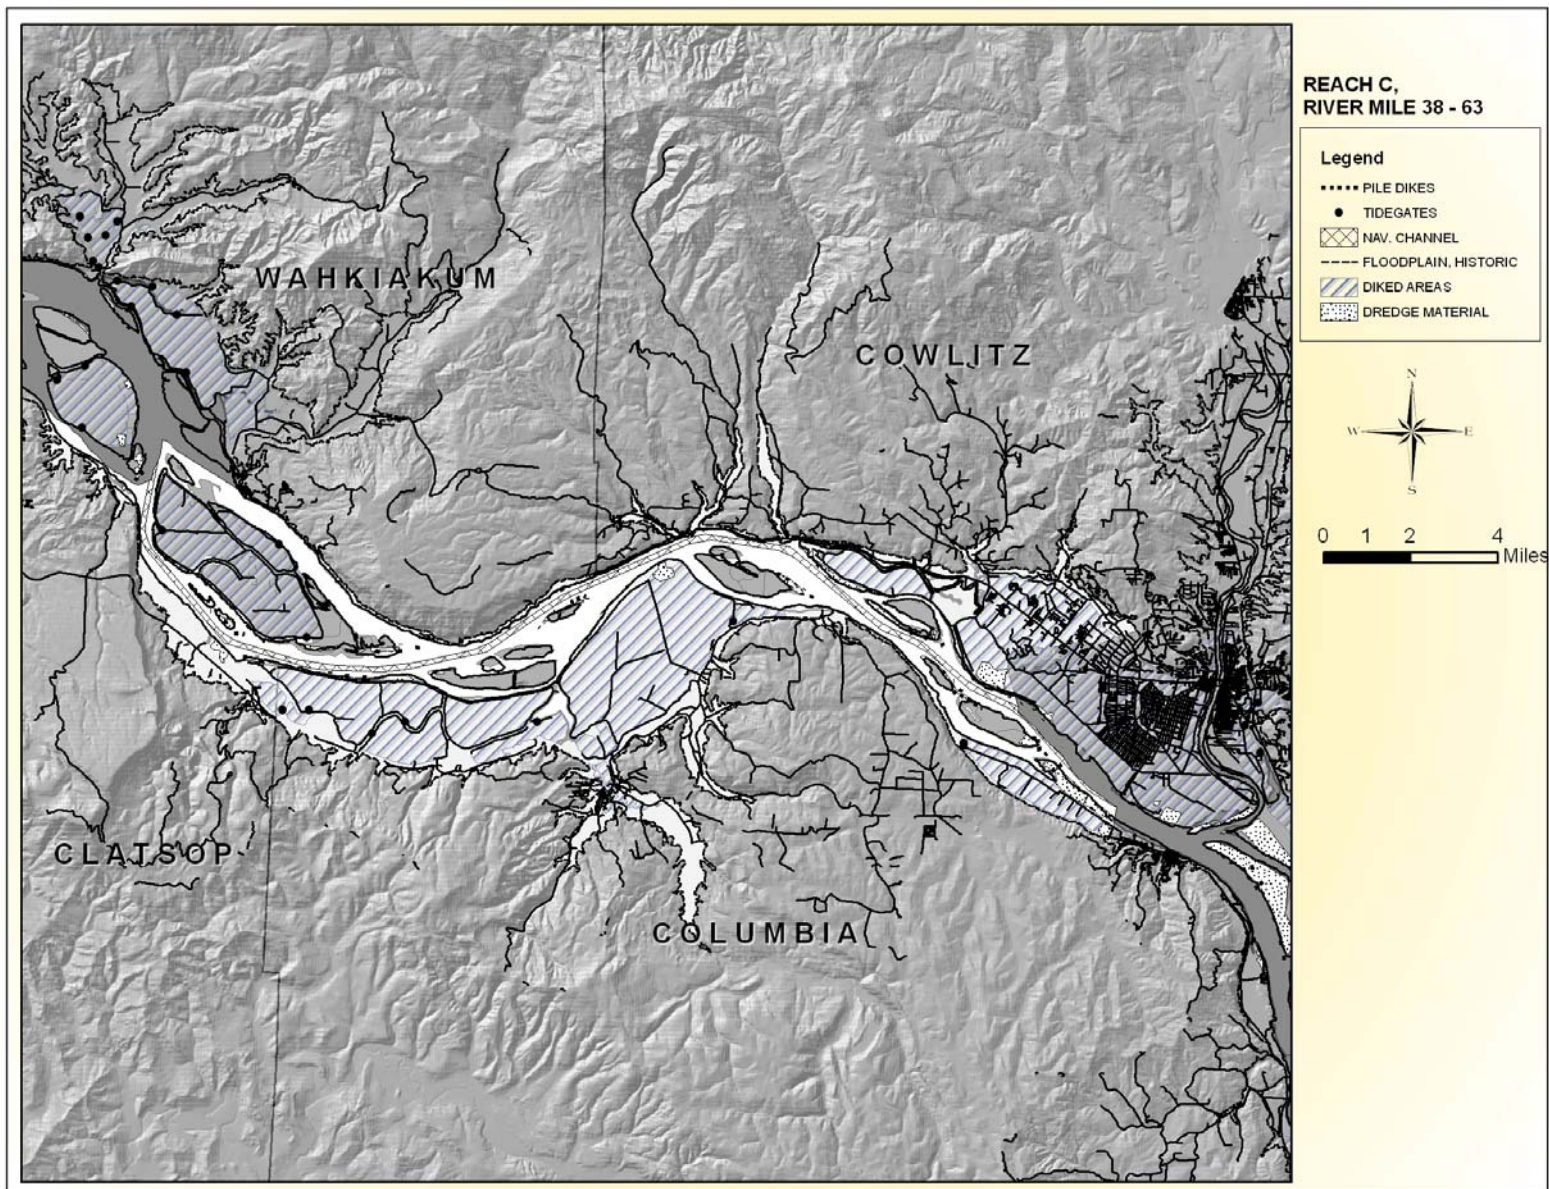 REACH C,
RIVER MILE 38 - 63
Legend
PILE DIKES
TIDEGATES
NAV. CHANNEL
FLOODPLAIN, HISTORIC
DIKED AREAS
DREDGE MATERIAL
N
W E
S
0 1 2 4
Miles
WAHKIAKUM
COWLITZ
CLATSOP
COLUMBIA